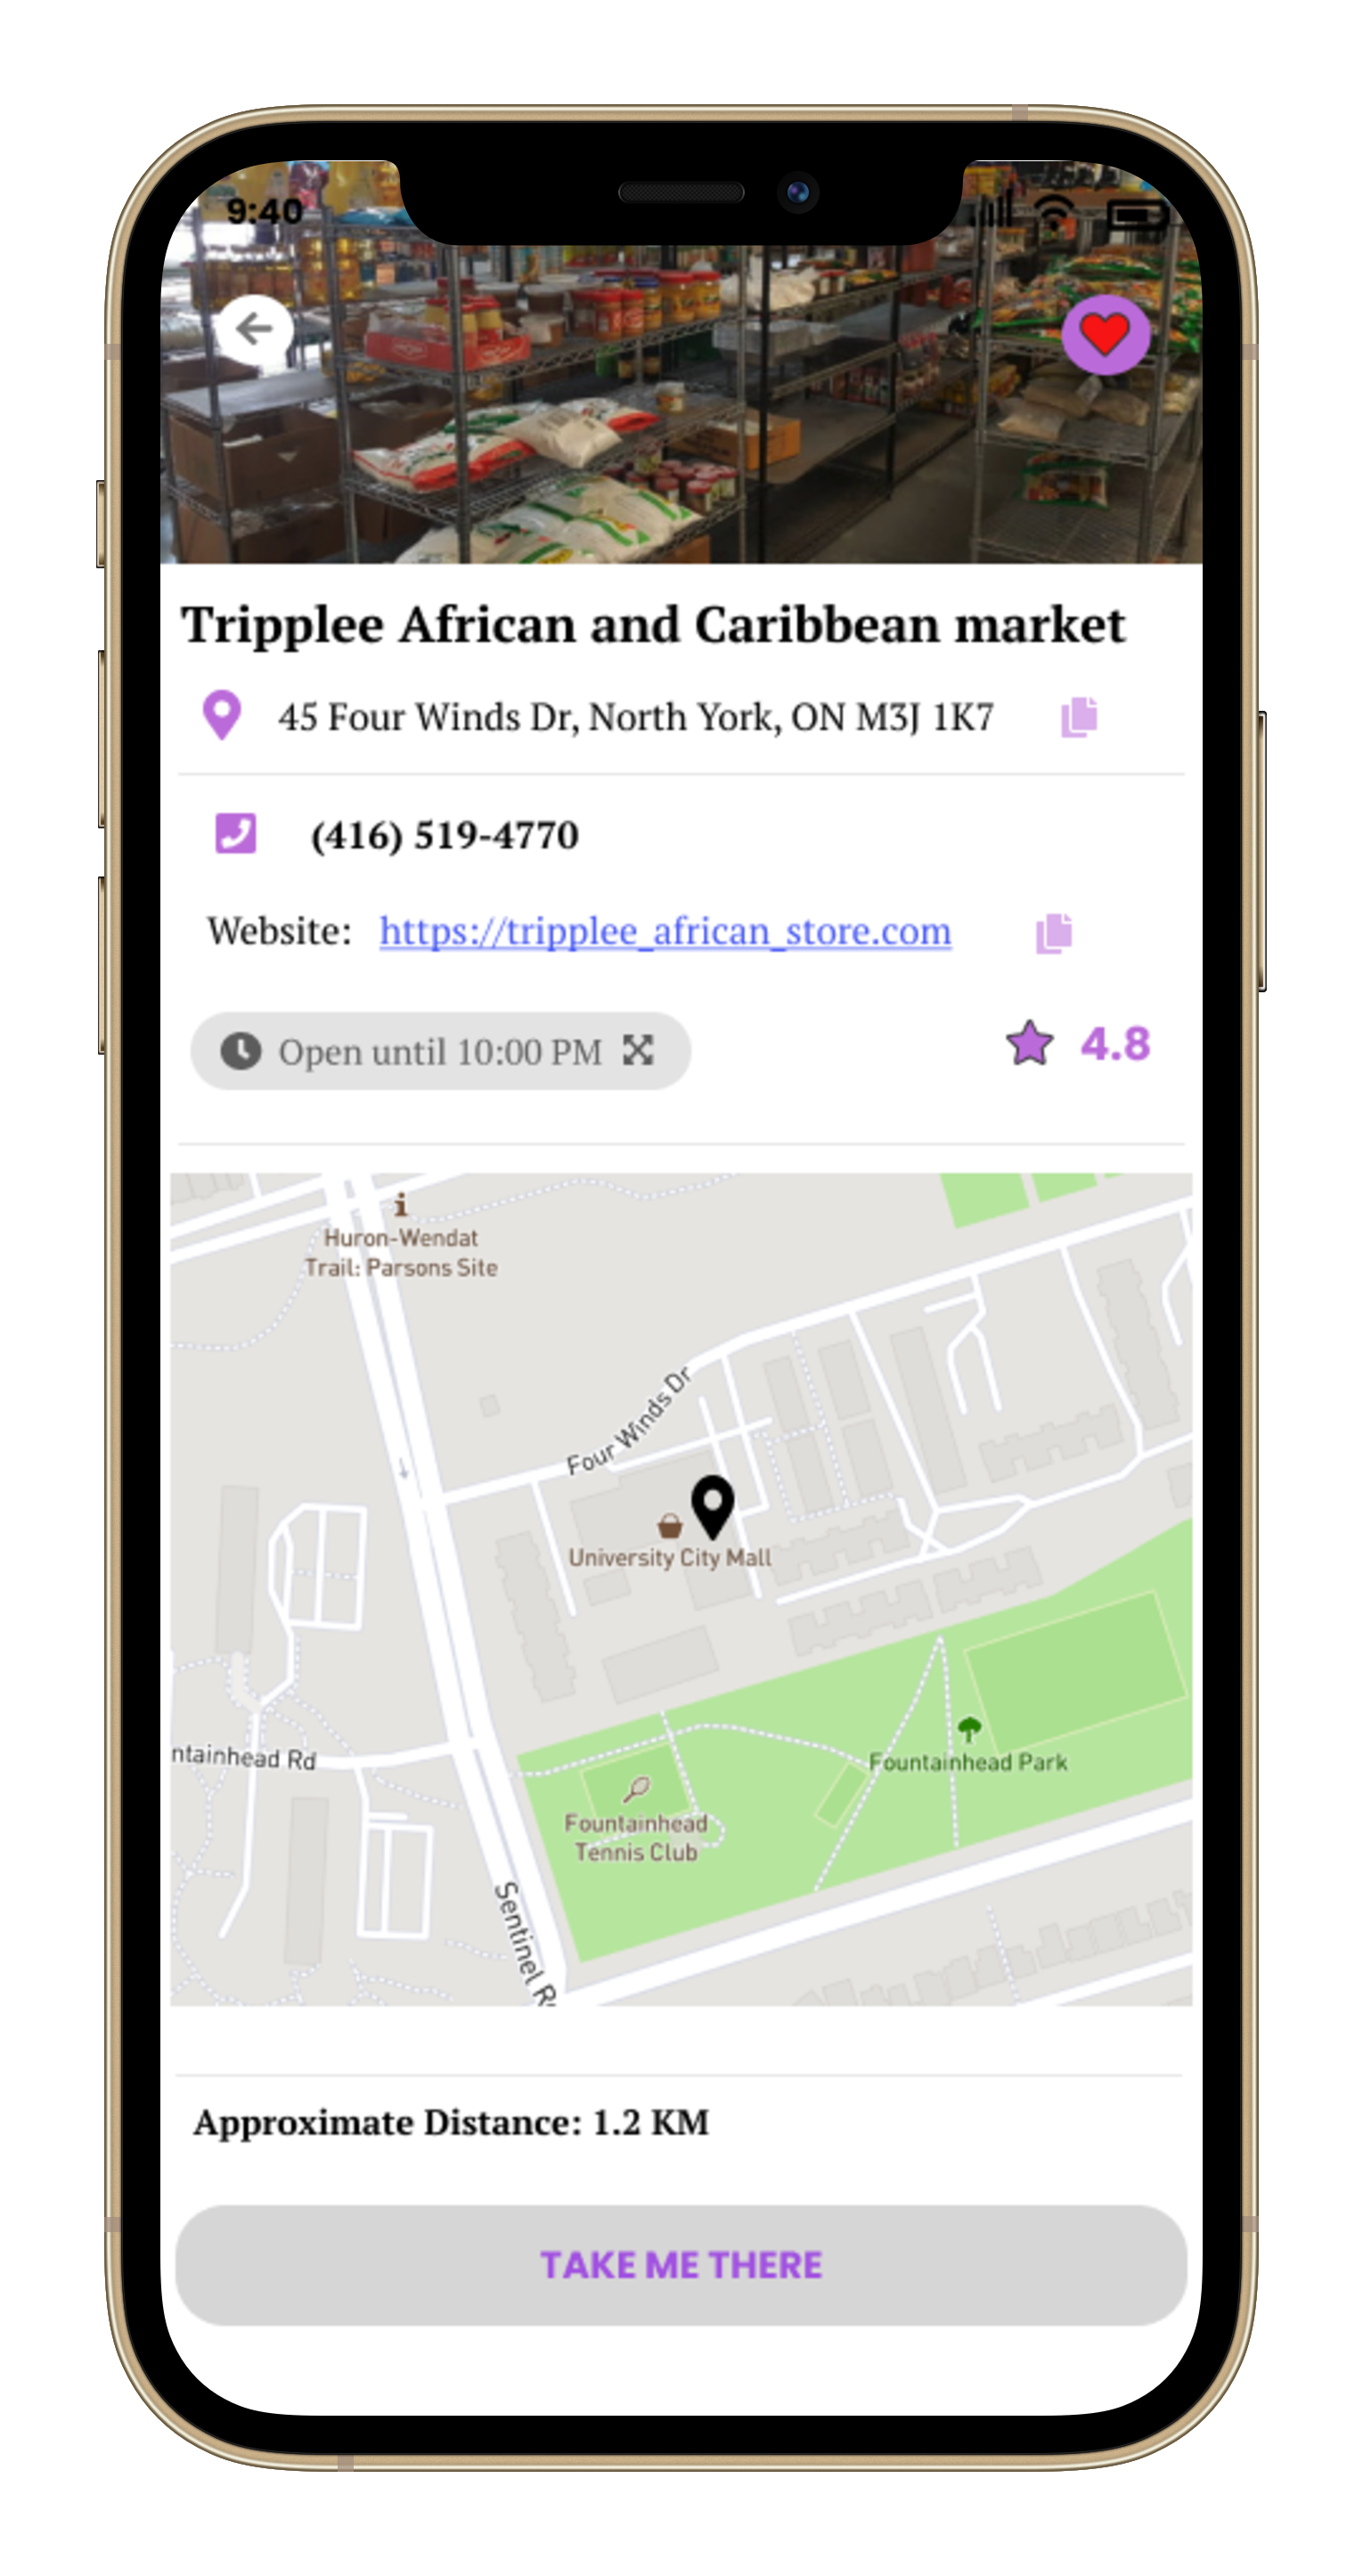 9:40
Tripplee African and Caribbean market
45 Four Winds Dr, North York, ON M3J 1K7
(416) 519-4770
Website: https://tripplee_african_store.com
Open until 10:00 PM
4.8
i
Huron-Wendat
Trail: Parsons Site
Four Winds Dr
University City Mall
ntainhead Rd
Fountainhead Park
Fountainhead
Tennis Club
Sentinel R
Approximate Distance: 1.2 KM
TAKE ME THERE